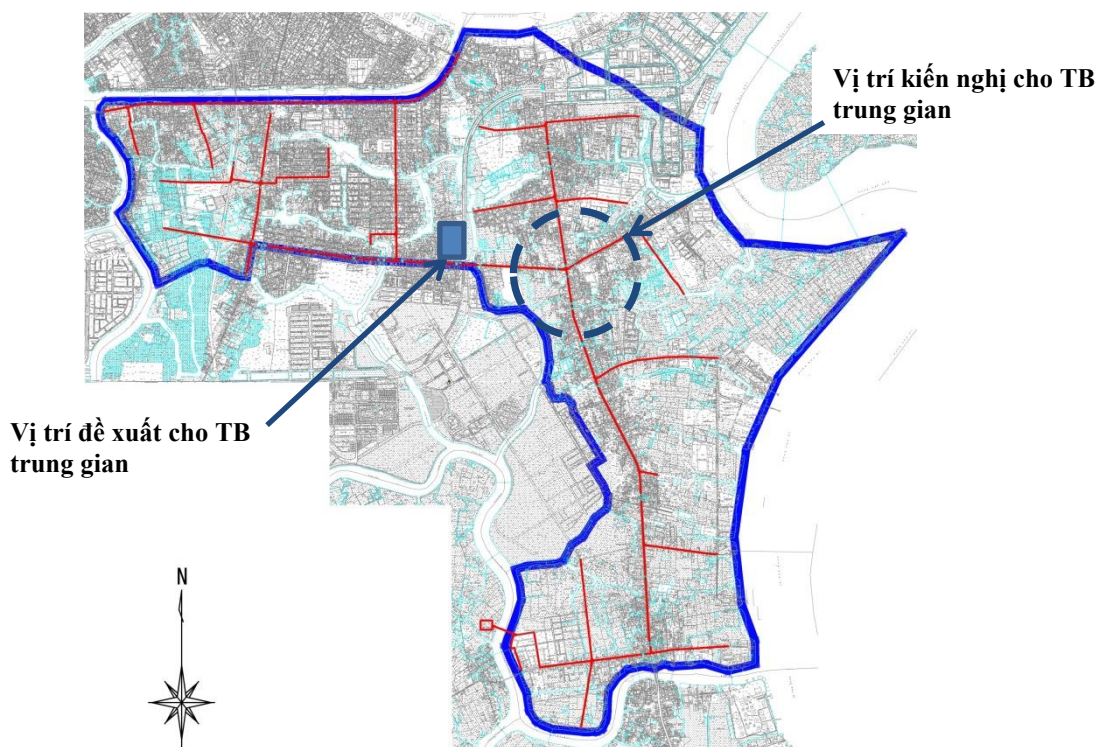 Vị trí kiến nghị cho TB
trung gian
Vị trí đề xuất cho TB
trung gian
N